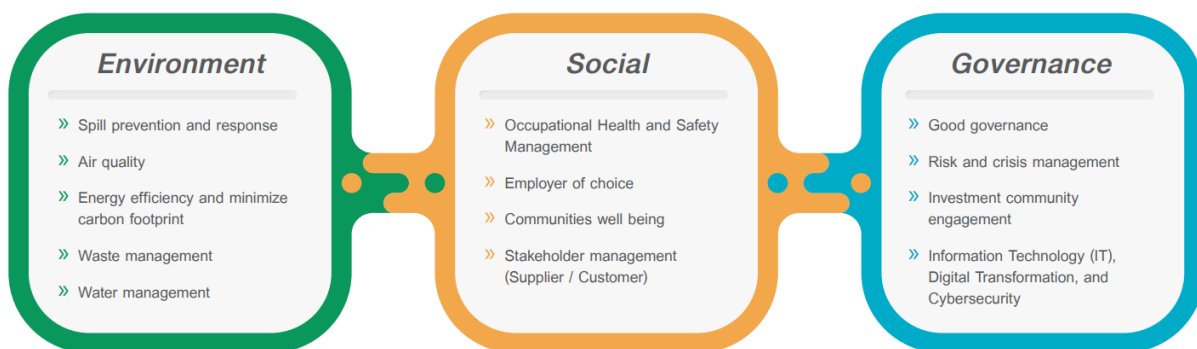 Environment
» Spill prevention and response
» Air quality
» Energy efficiency and minimize
carbon footprint
» Waste management
» Water management
Social
» Occupational Health and Safety
Management
» Employer of choice
» Communities well being
» Stakeholder management
(Supplier / Customer)
Governance
» Good governance
» Risk and crisis management
» Investment community
engagement
» Information Technology (IT),
Digital Transformation, and
Cybersecurity